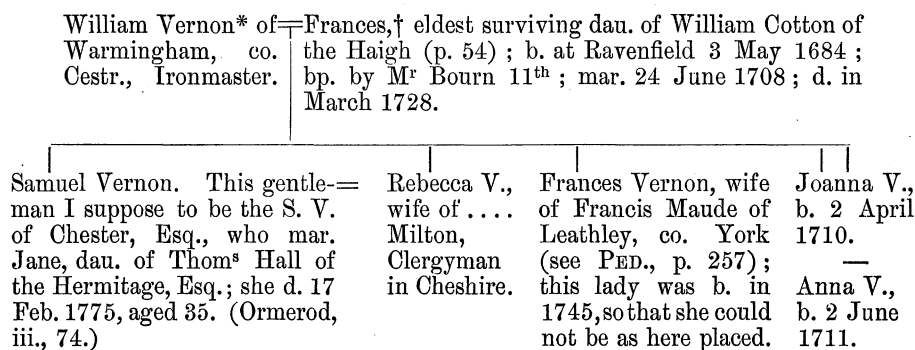 William Vernon* of
Warmingham, co.
Cestr., Ironmaster.
Frances,† eldest surviving dau. of William Cotton of
the Haigh (p. 54) ; b. at Ravenfield 3 May 1684 ;
bp. by Mr Bourn 11th ; mar. 24 June 1708 ; d. in
March 1728.
Samuel Vernon. This gentle-=
man I suppose to be the S. V.
of Chester, Esq., who mar.
Jane, dau. of Thoms Hall of
the Hermitage, Esq.; she d. 17
Feb. 1775, aged 35. (Ormerod,
iii., 74.)
Rebecca V.,
wife of . . . .
Milton,
Clergyman
in Cheshire.
Frances Vernon, wife
of Francis Maude of
Leathley, co. York
(see PED., p. 257) ;
this lady was b. in
1745, so that she could
not be as here placed.
Joanna V.,
b. 2 April
1710.
—
Anna V.,
b. 2 June
1711.